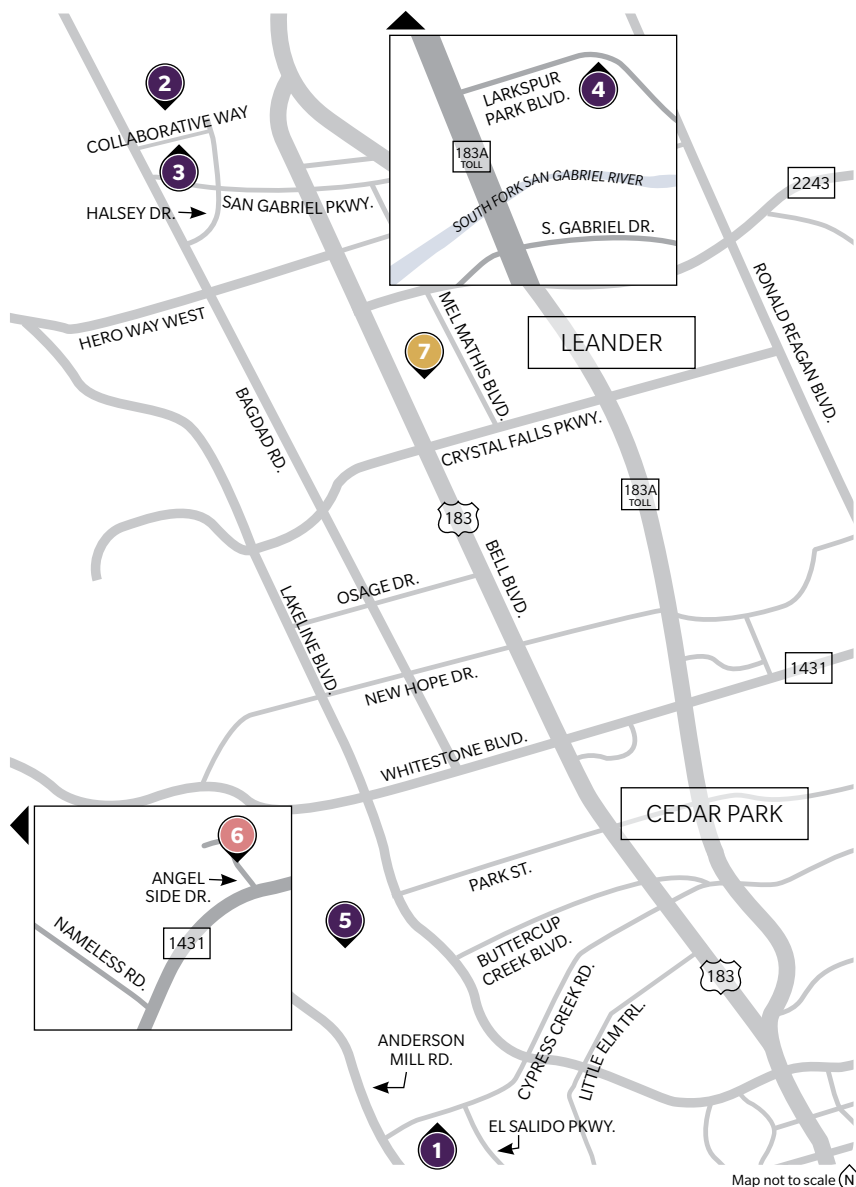 2
COLLABORATIVE WAY
3
HALSEY DR.
SAN GABRIEL PKWY.
LARKSPUR
PARK BLVD.
4
183A
TOLL
SOUTH FORK SAN GABRIEL RIVER
S. GABRIEL DR.
2243
HERO WAY WEST
7
MEL MATHIS BLVD.
LEANDER
RONALD REAGAN BLVD.
BAGDAD RD.
CRYSTAL FALLS PKWY.
183A
TOLL
183
BELL BLVD.
OSAGE DR.
LAKELINE BLVD.
NEW HOPE DR.
1431
WHITESTONE BLVD.
CEDAR PARK
6
ANGEL
SIDE DR.
1431
NAMELESS RD.
5
PARK ST.
BUTTERCUP
CREEK BLVD.
183
CYPRESS CREEK RD.
LITTLE ELM TRL.
ANDERSON
MILL RD.
EL SALIDO PKWY.
1
Map not to scale N